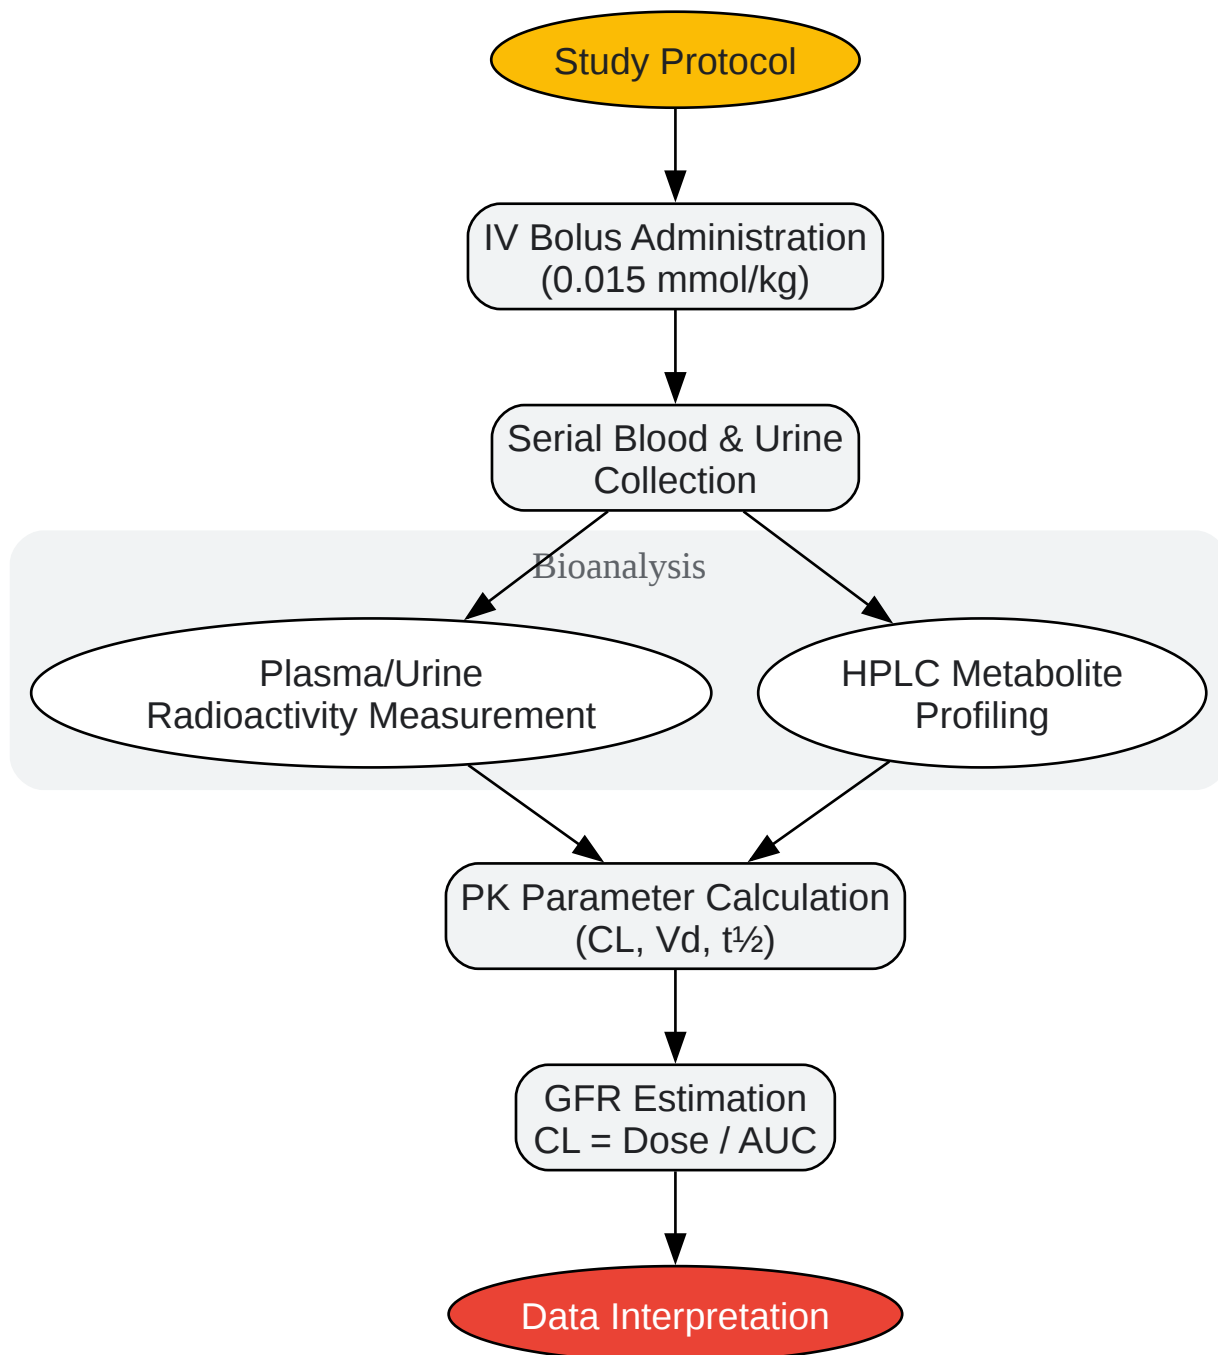 Study Protocol
IV Bolus Administration
(0.015 mmol/kg)
Serial Blood & Urine
Collection
Bioanalysis
Plasma/Urine
Radioactivity Measurement
HPLC Metabolite
Profiling
PK Parameter Calculation
(CL, Vd, t½)
GFR Estimation
CL = Dose / AUC
Data Interpretation